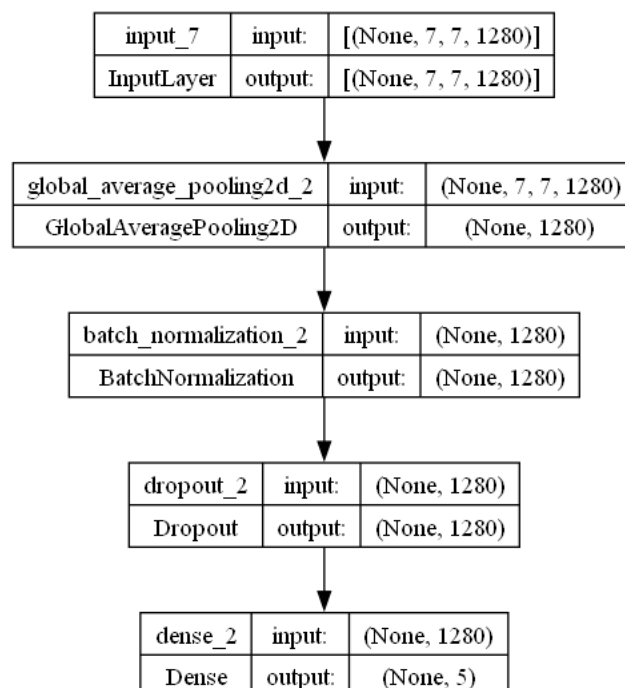 input_7 input: [(None, 7, 7, 1280)]
InputLayer output: [(None, 7, 7, 1280)]
global_average_pooling2d_2 input: (None, 7, 7, 1280)
GlobalAveragePooling2D output: (None, 1280)
batch_normalization_2 input: (None, 1280)
BatchNormalization output: (None, 1280)
dropout_2 input: (None, 1280)
Dropout output: (None, 1280)
dense_2 input: (None, 1280)
Dense output: (None, 5)